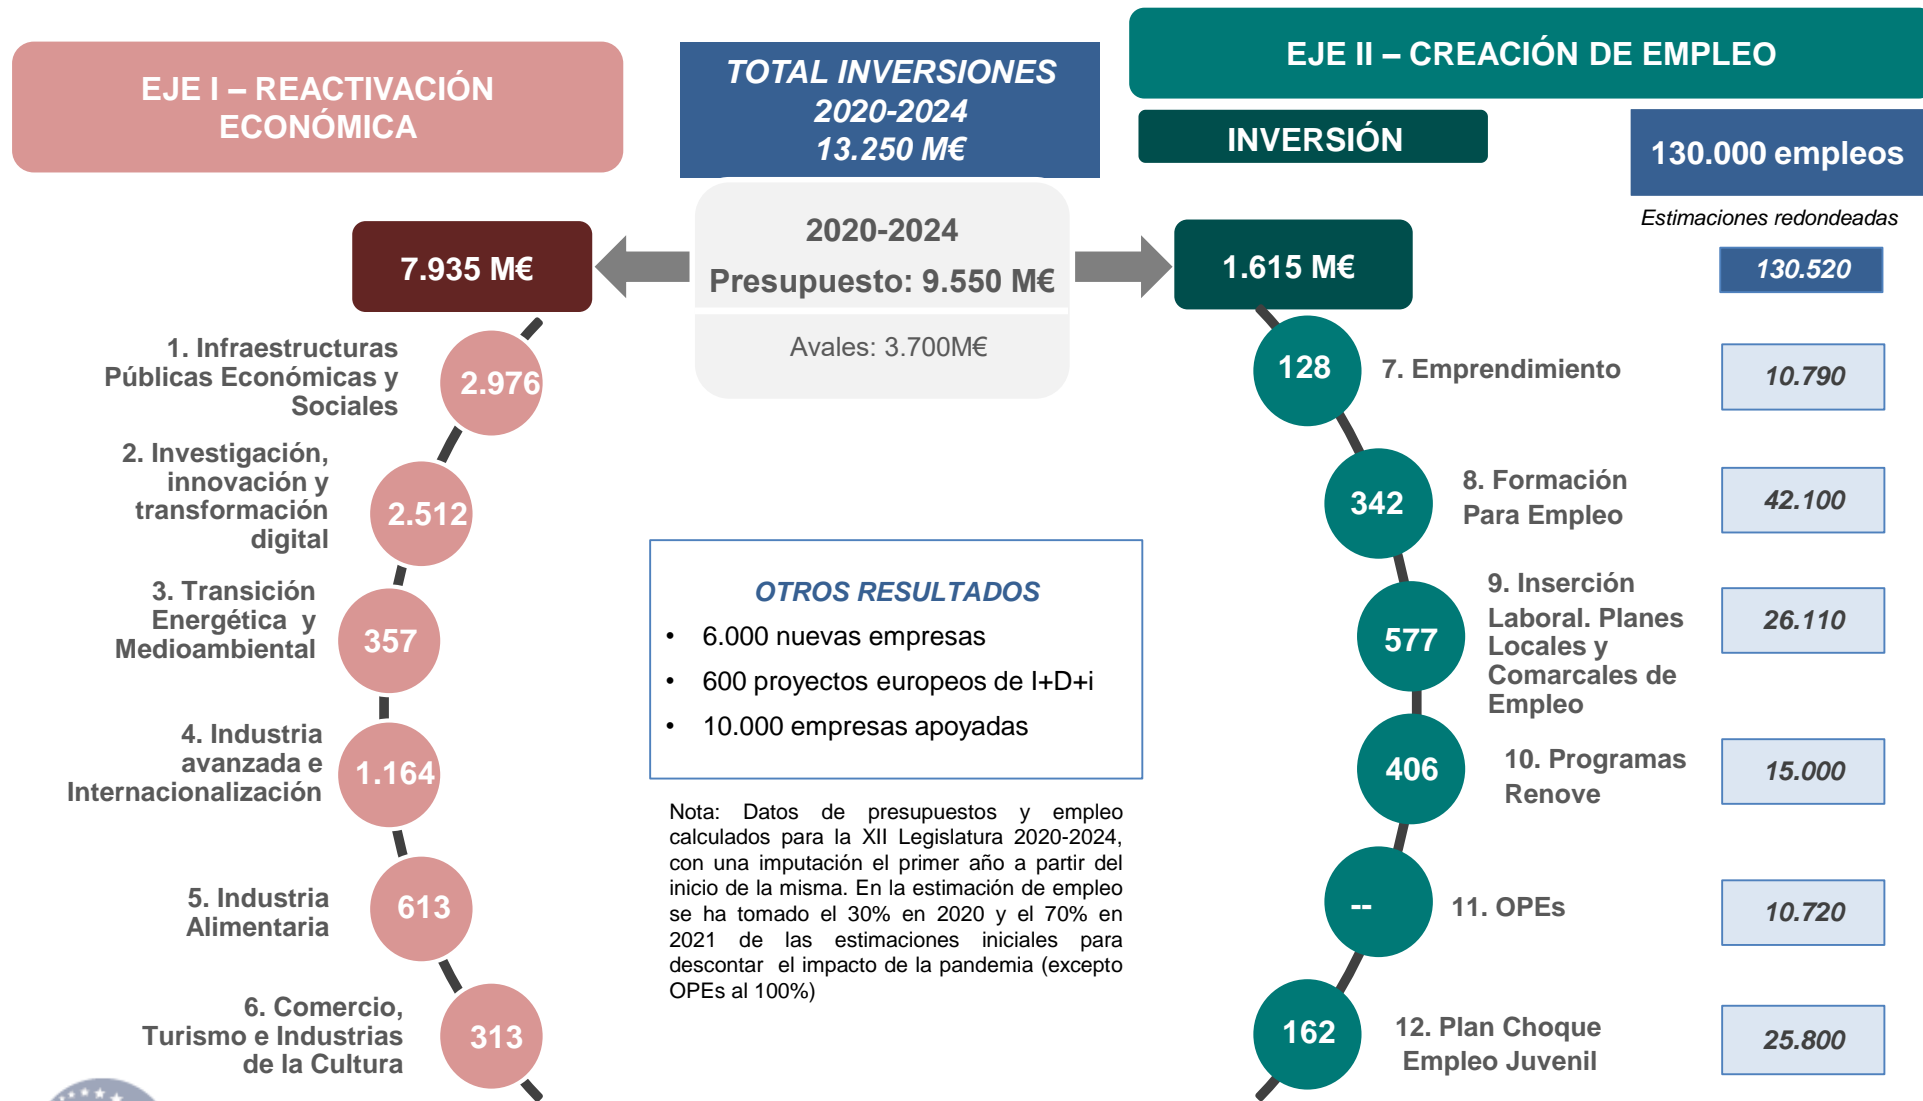 EJE I – REACTIVACIÓN
ECONÓMICA
TOTAL INVERSIONES
2020-2024
13.250 M€
EJE II – CREACIÓN DE EMPLEO
INVERSIÓN
130.000 empleos
Estimaciones redondeadas
7.935 M€
2020-2024
Presupuesto: 9.550 M€
Avales: 3.700M€
1.615 M€
130.520
1. Infraestructuras
Públicas Económicas y
Sociales
2.976
2. Investigación,
innovación y
transformación
digital
2.512
3. Transición
Energética y
Medioambiental
357
4. Industria
avanzada e
Internacionalización
1.164
5. Industria
Alimentaria
613
6. Comercio,
Turismo e Industrias
de la Cultura
313
OTROS RESULTADOS
• 6.000 nuevas empresas
• 600 proyectos europeos de I+D+i
• 10.000 empresas apoyadas
Nota: Datos de presupuestos y empleo
calculados para la XII Legislatura 2020-2024,
con una imputación el primer año a partir del
inicio de la misma. En la estimación de empleo
se ha tomado el 30% en 2020 y el 70% en
2021 de las estimaciones iniciales para
descontar el impacto de la pandemia (excepto
OPEs al 100%)
128
7. Emprendimiento
10.790
342
8. Formación
Para Empleo
42.100
577
9. Inserción
Laboral. Planes
Locales y
Comarcales de
Empleo
26.110
406
10. Programas
Renove
15.000
--
11. OPEs
10.720
162
12. Plan Choque
Empleo Juvenil
25.800